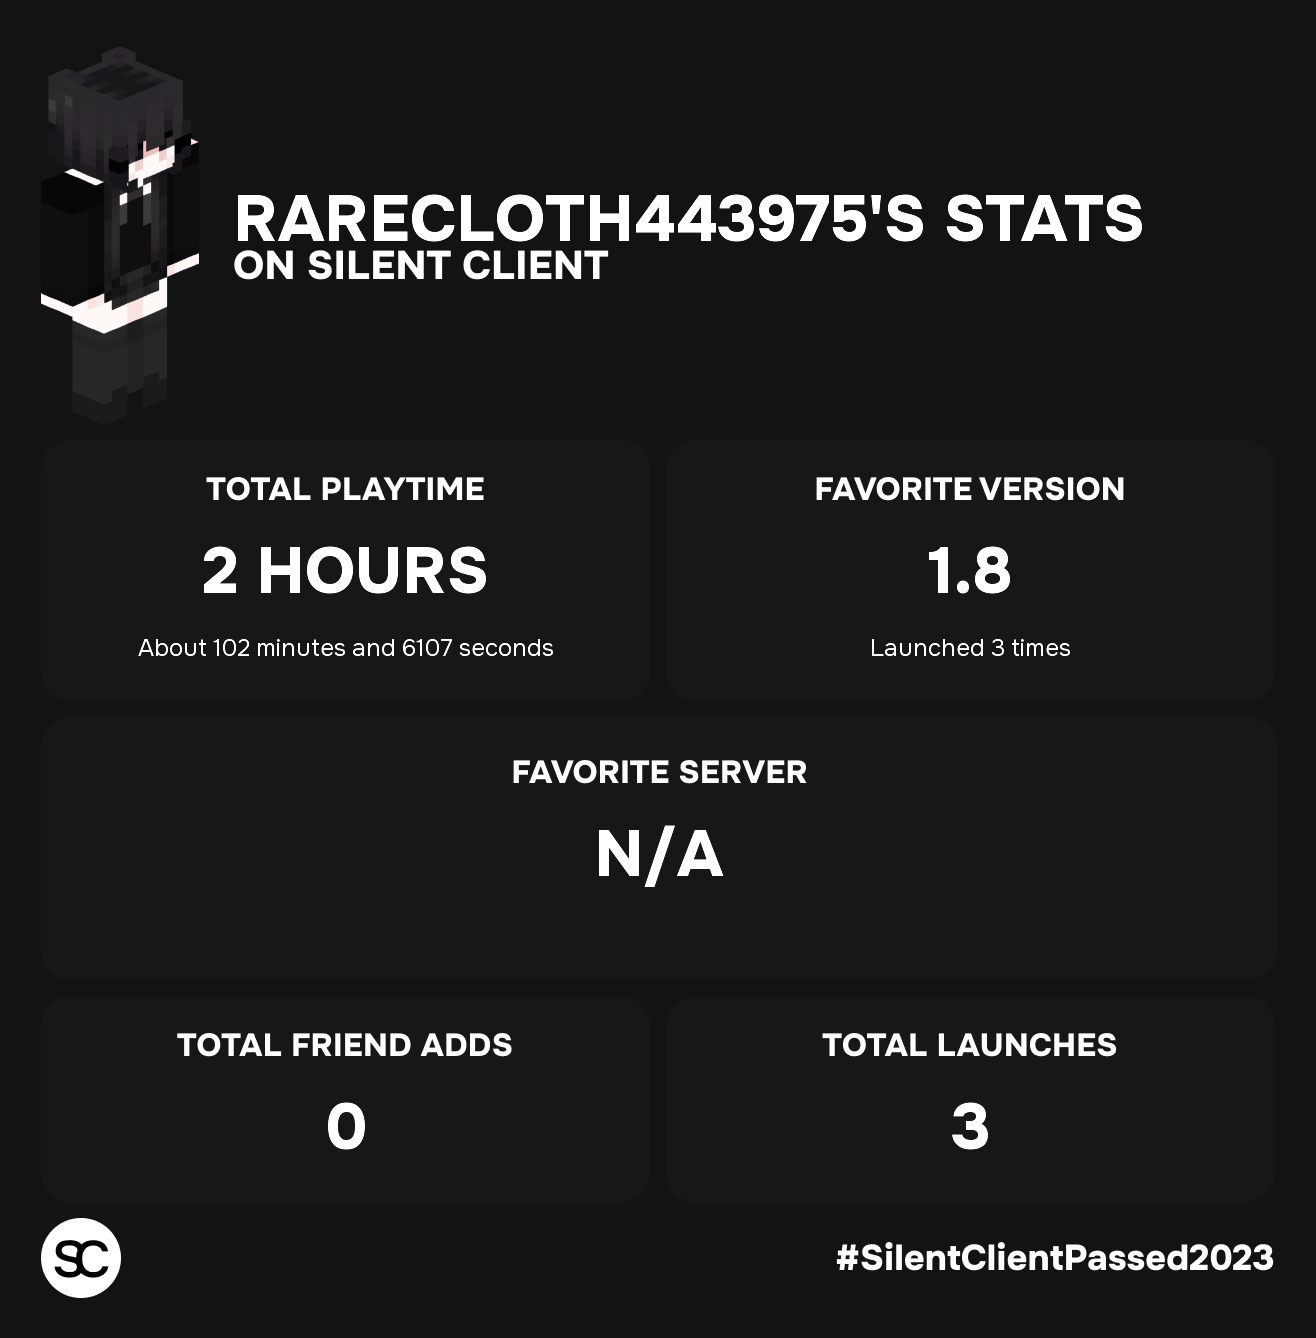 RARECLOTH443975'S STATS
ON SILENT CLIENT
TOTAL PLAYTIME
2 HOURS
About 102 minutes and 6107 seconds
FAVORITE VERSION
1.8
Launched 3 times
FAVORITE SERVER
N/A
TOTAL FRIEND ADDS
0
TOTAL LAUNCHES
3
SC
#SilentClientPassed2023